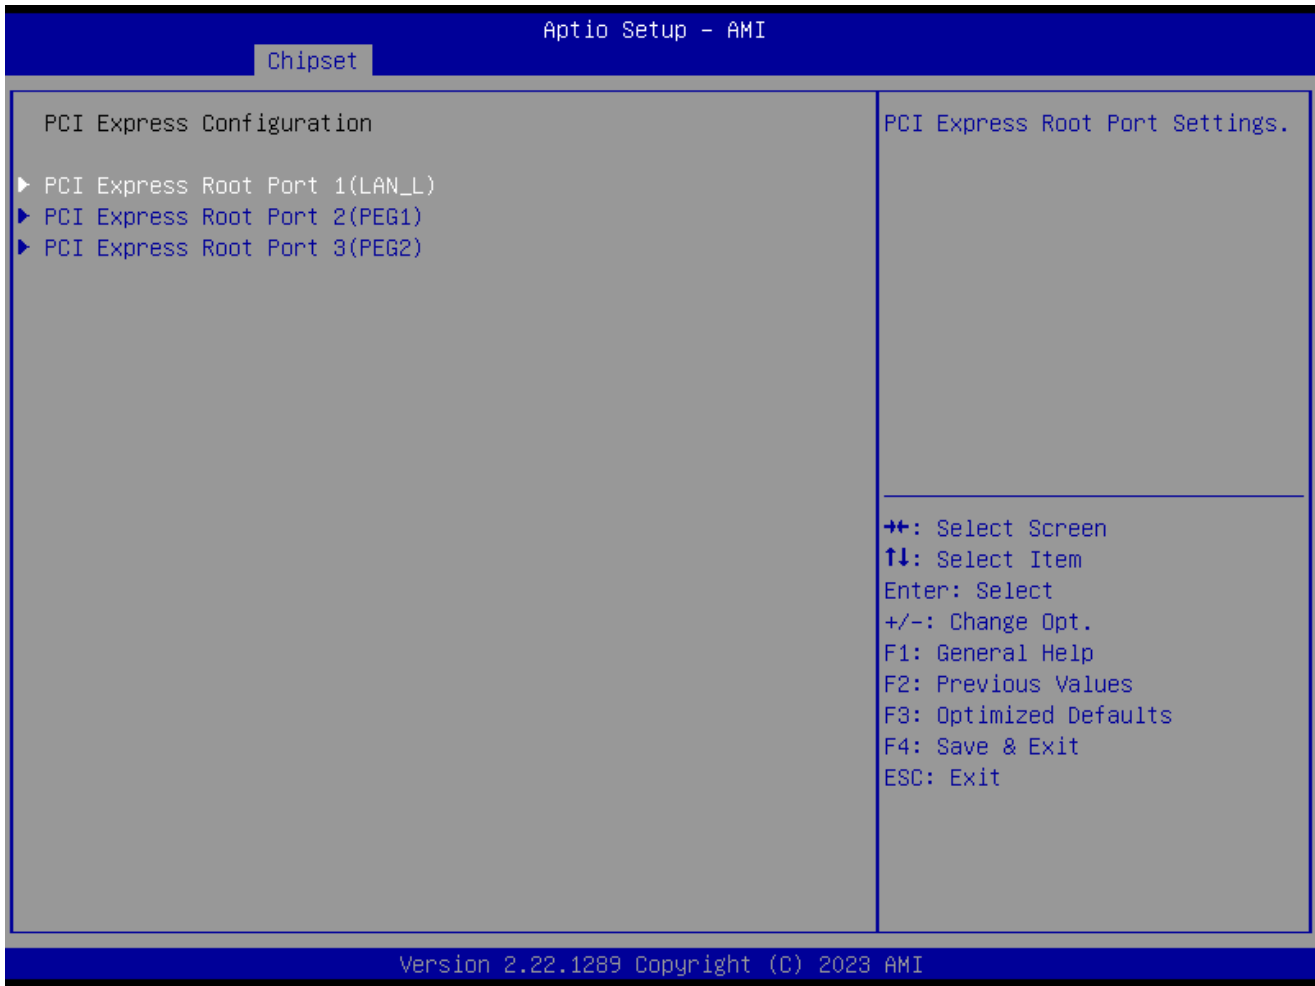 Aptio Setup – AMI
Chipset
PCI Express Configuration
PCI Express Root Port 1(LAN_L)
PCI Express Root Port 2(PEG1)
PCI Express Root Port 3(PEG2)
PCI Express Root Port Settings.
→←: Select Screen
↑↓: Select Item
Enter: Select
+/-: Change Opt.
F1: General Help
F2: Previous Values
F3: Optimized Defaults
F4: Save & Exit
ESC: Exit
Version 2.22.1289 Copyright (C) 2023 AMI